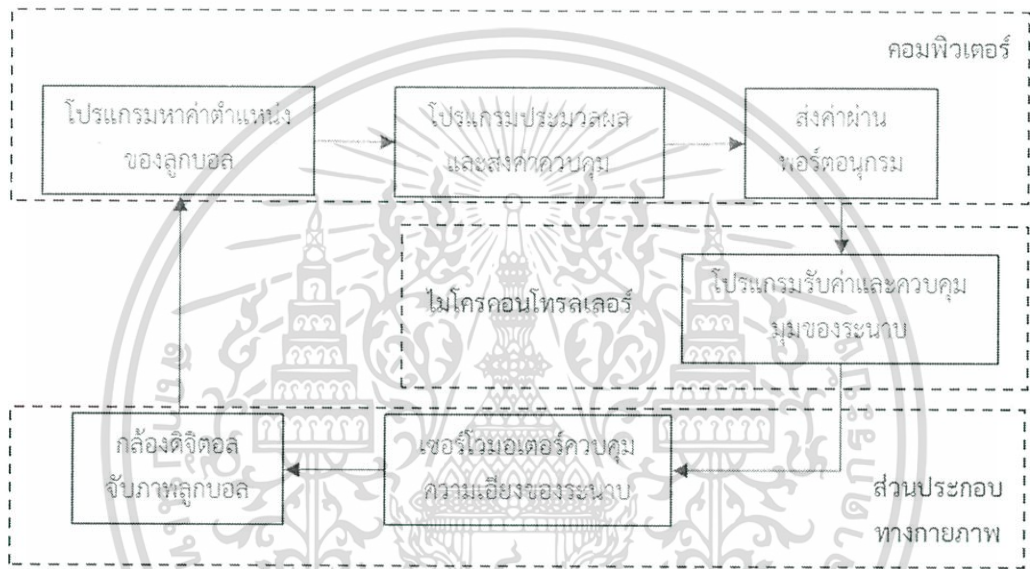 คอมพิวเตอร์
โปรแกรมหาค่าตำแหน่ง
ของลูกบอล
โปรแกรมประมวลผล
และส่งค่าควบคุม
ส่งค่าผ่าน
พอร์ตอนุกรม
ไมโครคอนโทรลเลอร์
โปรแกรมรับค่าและควบคุม
มุมของระนาบ
กล้องดิจิตอล
จับภาพลูกบอล
เซอร์โวมอเตอร์ควบคุม
ความเอียงของระนาบ
ส่วนประกอบ
ทางกายภาพ